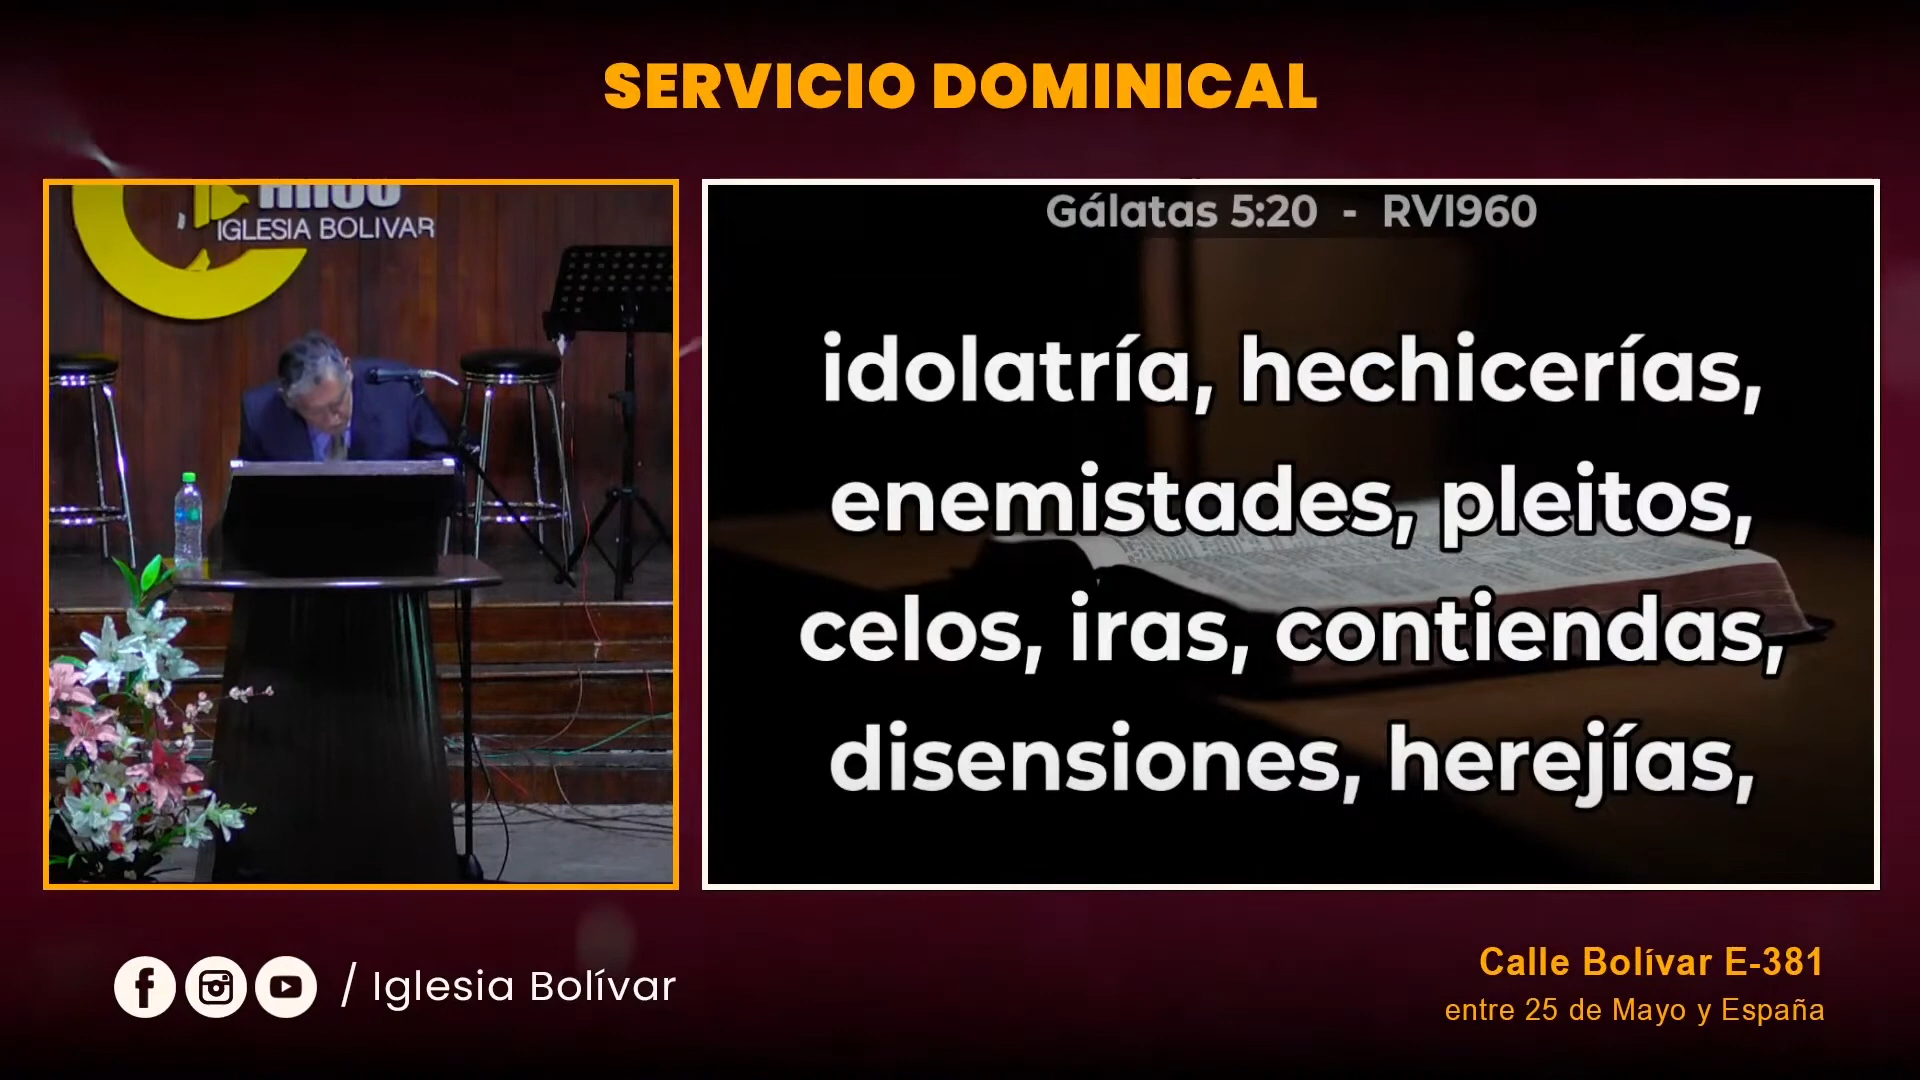 SERVICIO DOMINICAL
IGLESIA BOLIVAR
Gálatas 5:20 - RV1960
idolatría, hechicerías,
enemistades, pleitos,
celos, iras, contiendas,
disensiones, herejías,
/ Iglesia Bolívar
Calle Bolívar E-381
entre 25 de Mayo y España